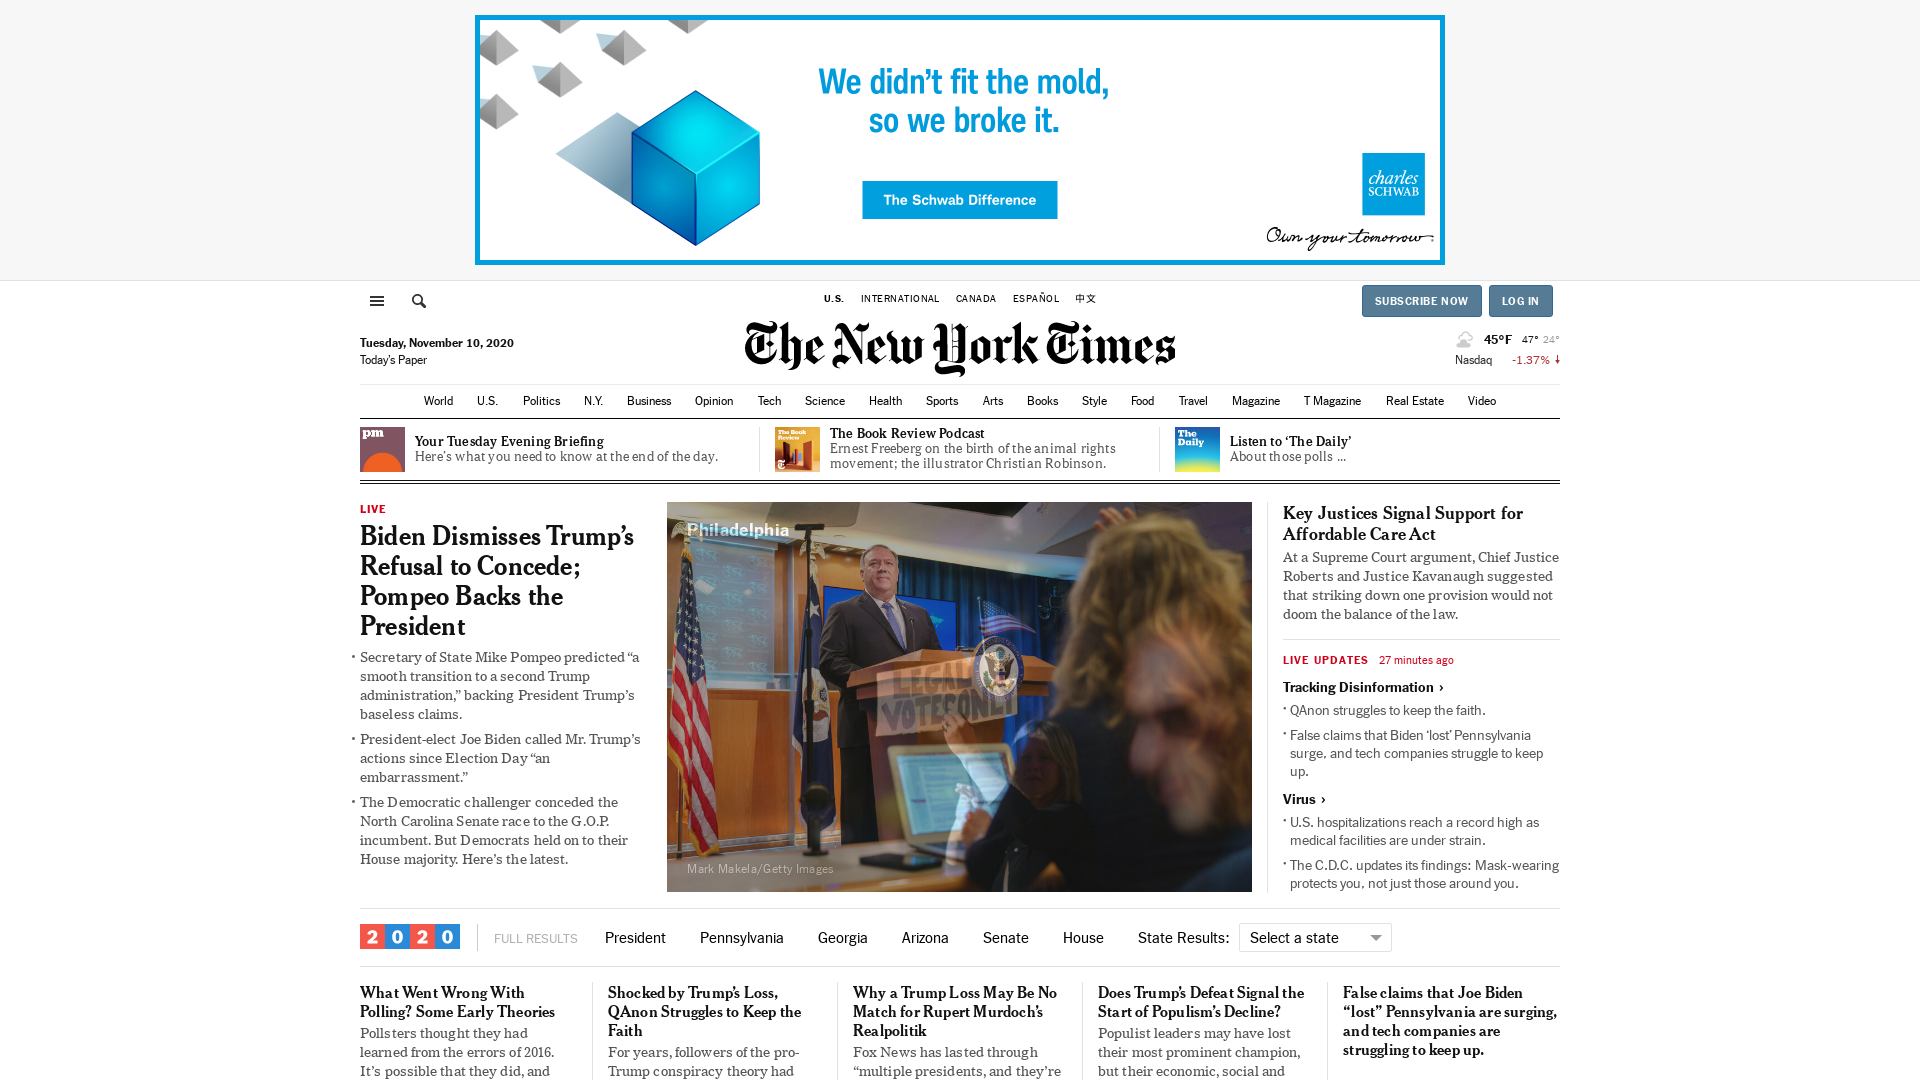 We didn't fit the mold,
so we broke it.
The Schwab Difference
charles
SCHWAB
Own your tomorrow.
U.S. INTERNATIONAL CANADA ESPAÑOL 中文
SUBSCRIBE NOW LOG IN
Tuesday, November 10, 2020
Today's Paper
The New York Times
45°F 47° 24°
Nasdaq -1.37%
World U.S. Politics N.Y. Business Opinion Tech Science Health Sports Arts Books Style Food Travel Magazine T Magazine Real Estate Video
pm
Your Tuesday Evening Briefing
Here's what you need to know at the end of the day.
The Book
Review
The Book Review Podcast
Ernest Freeberg on the birth of the animal rights
movement; the illustrator Christian Robinson.
The
Daily
Listen to ‘The Daily’
About those polls ...
LIVE
Biden Dismisses Trump’s
Refusal to Concede;
Pompeo Backs the
President
• Secretary of State Mike Pompeo predicted “a
smooth transition to a second Trump
administration,” backing President Trump’s
baseless claims.
• President-elect Joe Biden called Mr. Trump’s
actions since Election Day “an
embarrassment.”
• The Democratic challenger conceded the
North Carolina Senate race to the G.O.P.
incumbent. But Democrats held on to their
House majority. Here’s the latest.
Philadelphia
LEGAL
VOTE
Mark Makela/Getty Images
Key Justices Signal Support for
Affordable Care Act
At a Supreme Court argument, Chief Justice
Roberts and Justice Kavanaugh suggested
that striking down one provision would not
doom the balance of the law.
LIVE UPDATES 27 minutes ago
Tracking Disinformation ›
• QAnon struggles to keep the faith.
• False claims that Biden ‘lost’ Pennsylvania
surge, and tech companies struggle to keep
up.
Virus ›
• U.S. hospitalizations reach a record high as
medical facilities are under strain.
• The C.D.C. updates its findings: Mask-wearing
protects you, not just those around you.
2020 FULL RESULTS President Pennsylvania Georgia Arizona Senate House State Results: Select a state
What Went Wrong With
Polling? Some Early Theories
Pollsters thought they had
learned from the errors of 2016.
It’s possible that they did, and
Shocked by Trump’s Loss,
QAnon Struggles to Keep the
Faith
For years, followers of the pro-
Trump conspiracy theory had
Why a Trump Loss May Be No
Match for Rupert Murdoch’s
Realpolitik
Fox News has lasted through
“multiple presidents, and they’re
Does Trump’s Defeat Signal the
Start of Populism’s Decline?
Populist leaders may have lost
their most prominent champion,
but their economic, social and
False claims that Joe Biden
“lost” Pennsylvania are surging,
and tech companies are
struggling to keep up.